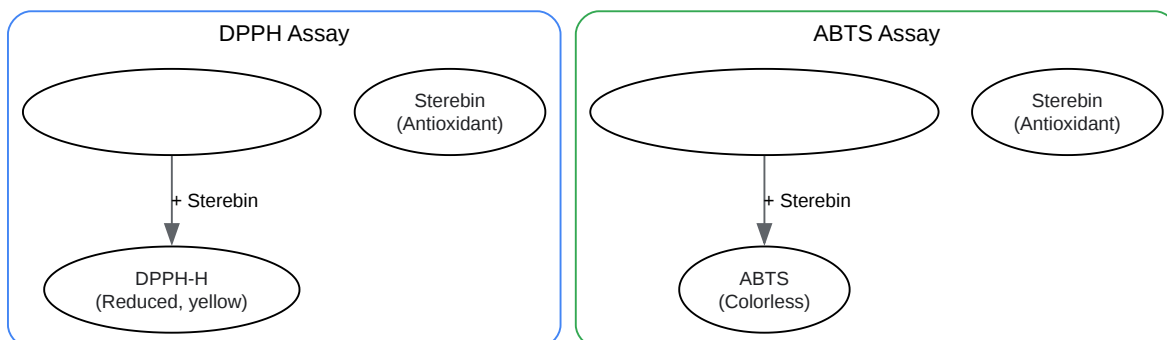 DPPH Assay
Sterebin
(Antioxidant)
+ Sterebin
DPPH-H
(Reduced, yellow)
ABTS Assay
Sterebin
(Antioxidant)
+ Sterebin
ABTS
(Colorless)